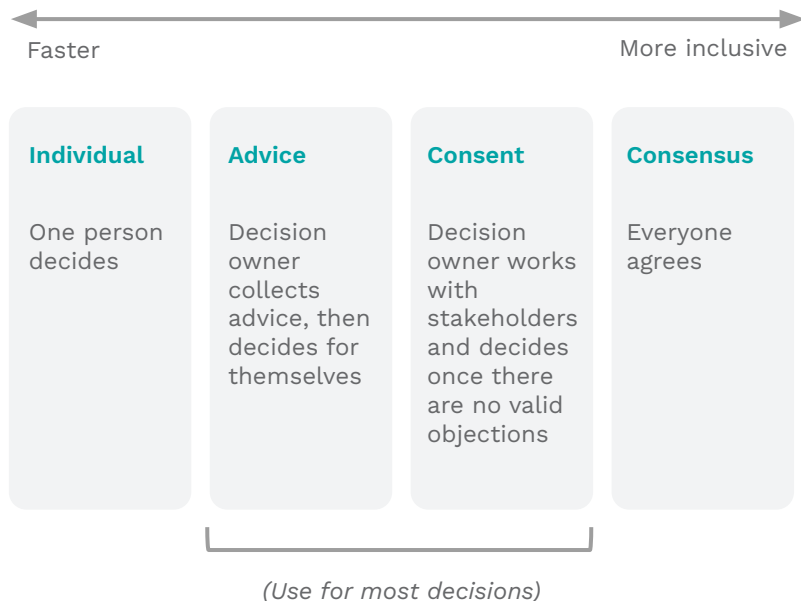 Faster
More inclusive
Individual
One person
decides
Advice
Decision
owner
collects
advice, then
decides for
themselves
Consent
Decision
owner works
with
stakeholders
and decides
once there
are no valid
objections
Consensus
Everyone
agrees
(Use for most decisions)